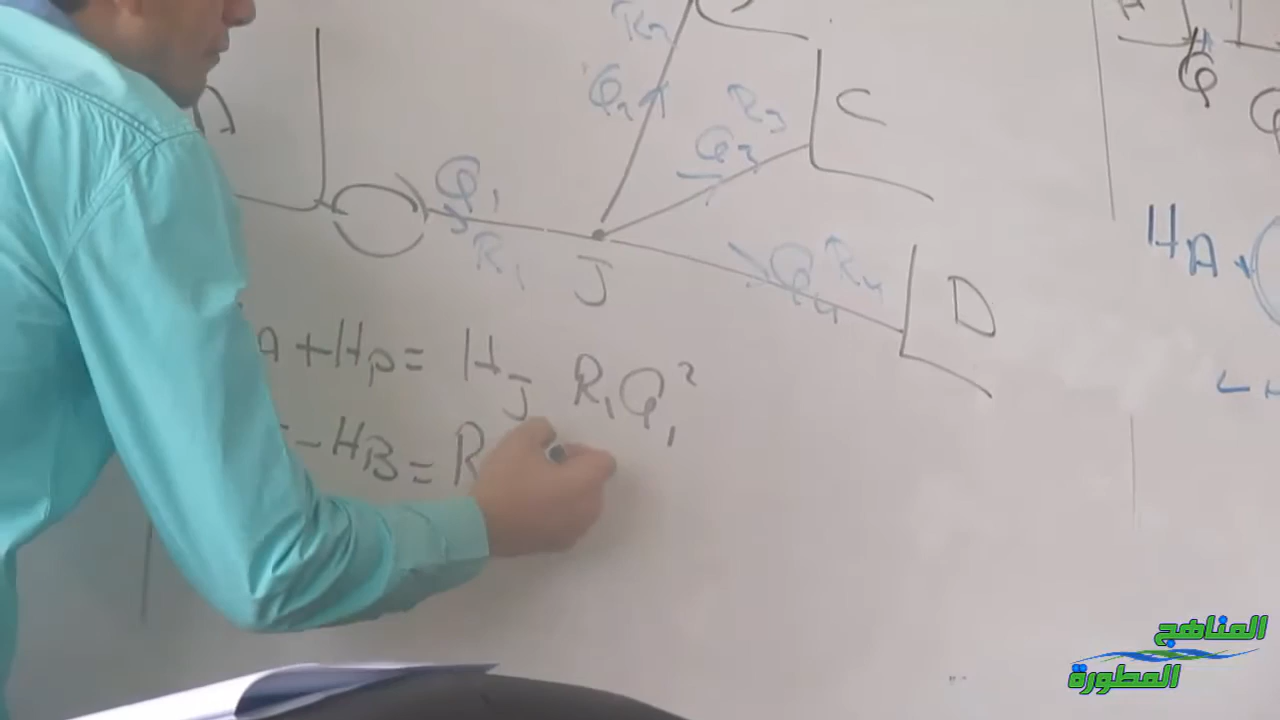 R2
Q2
R3
C
Q3
Q
Q1
R1
J
Q4 R4
D
HA
A + Hp = HJ R1Q1²
- HB = R
المناهج
المطورة